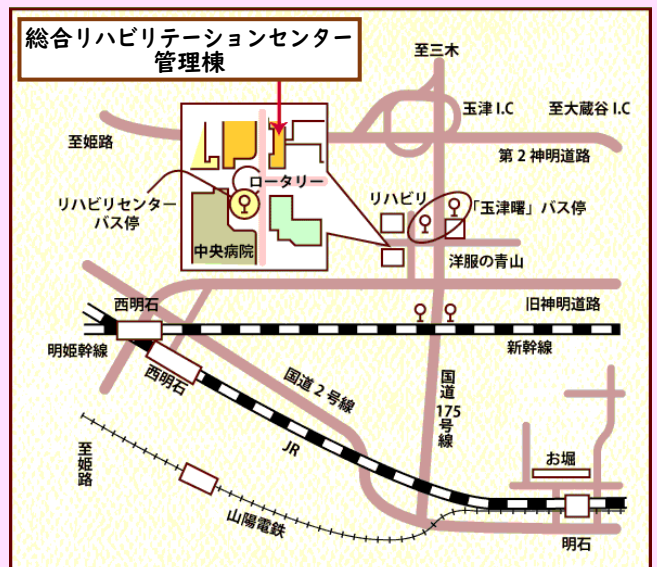 総合リハビリテーションセンター
管理棟
至三木
玉津I.C
至大蔵谷I.C
至姫路
第2神明道路
ロータリー
リハビリセンター
バス停
リハビリ
「玉津曙」バス停
中央病院
洋服の青山
西明石
旧神明道路
明姫幹線
新幹線
西明石
国道2号線
国道175号線
JR
至姫路
お堀
山陽電鉄
明石